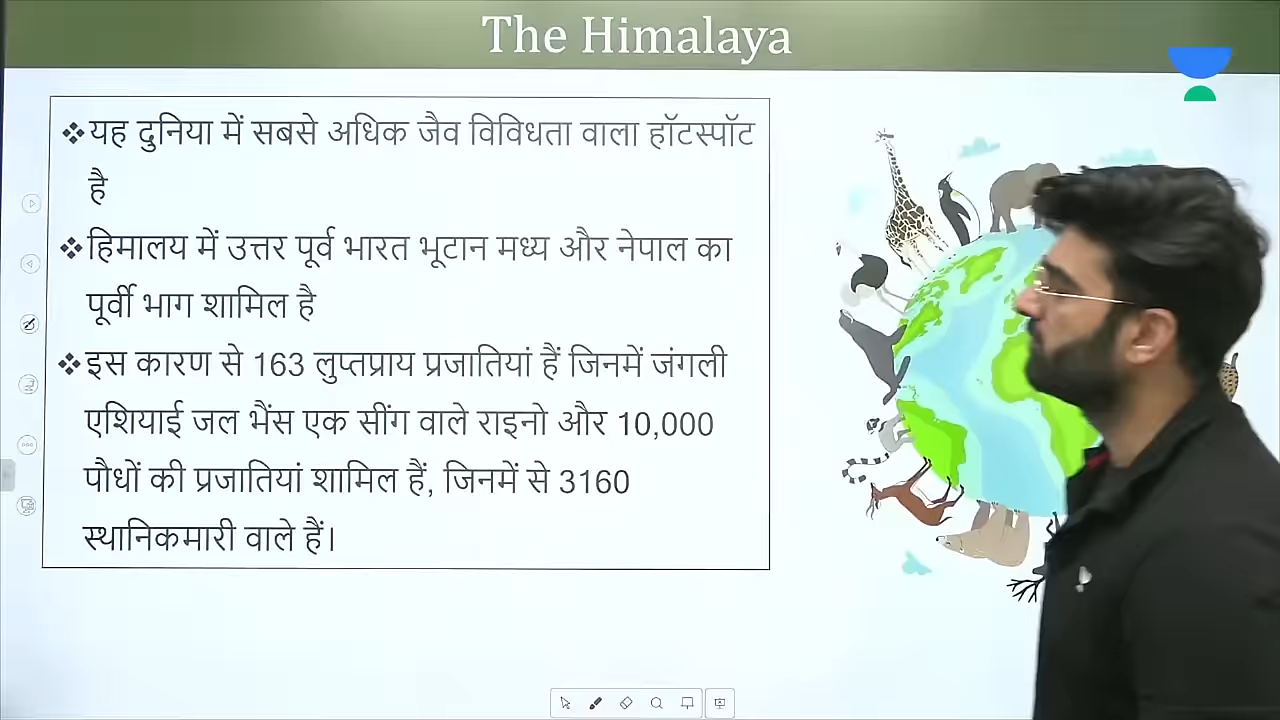 The Himalaya
❖यह दुनिया में सबसे अधिक जैव विविधता वाला हॉटस्पॉट
है
❖हिमालय में उत्तर पूर्व भारत भूटान मध्य और नेपाल का
पूर्वी भाग शामिल है
❖इस कारण से 163 लुप्तप्राय प्रजातियां हैं जिनमें जंगली
एशियाई जल भैंस एक सींग वाले राइनो और 10,000
पौधों की प्रजातियां शामिल हैं, जिनमें से 3160
स्थानिकमारी वाले हैं।